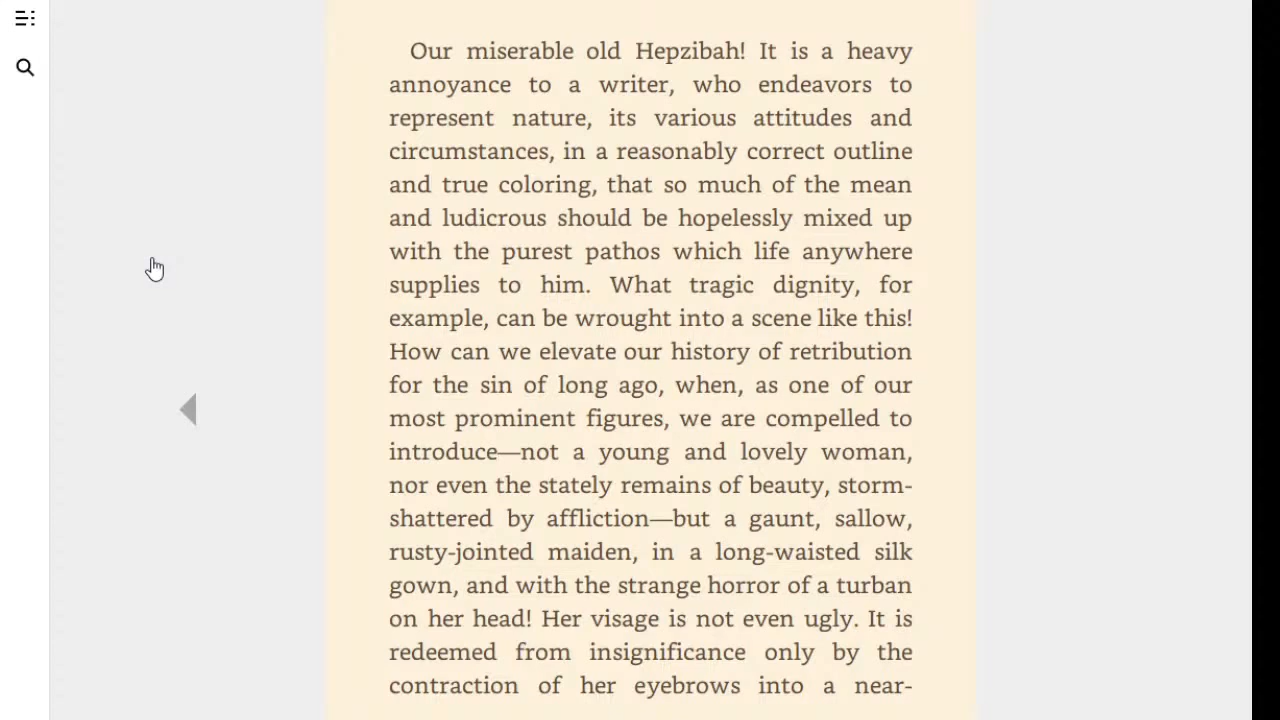 Our miserable old Hepzibah! It is a heavy
annoyance to a writer, who endeavors to
represent nature, its various attitudes and
circumstances, in a reasonably correct outline
and true coloring, that so much of the mean
and ludicrous should be hopelessly mixed up
with the purest pathos which life anywhere
supplies to him. What tragic dignity, for
example, can be wrought into a scene like this!
How can we elevate our history of retribution
for the sin of long ago, when, as one of our
most prominent figures, we are compelled to
introduce—not a young and lovely woman,
nor even the stately remains of beauty, storm-
shattered by affliction—but a gaunt, sallow,
rusty-jointed maiden, in a long-waisted silk
gown, and with the strange horror of a turban
on her head! Her visage is not even ugly. It is
redeemed from insignificance only by the
contraction of her eyebrows into a near-